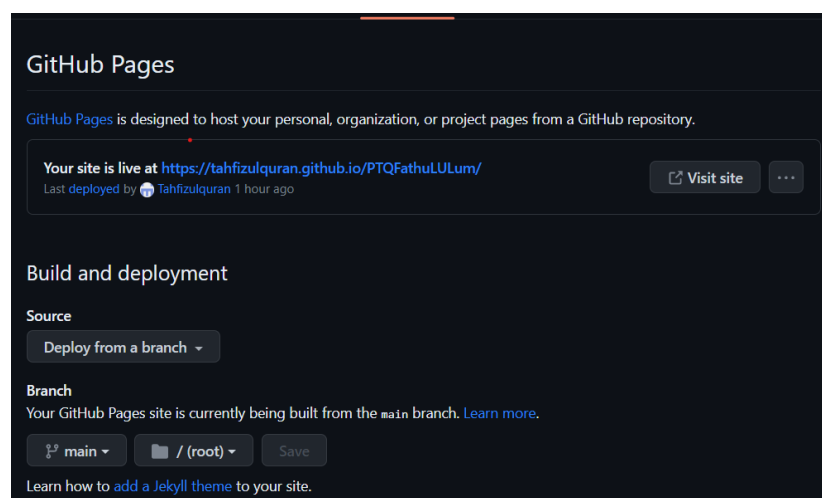 GitHub Pages
GitHub Pages is designed to host your personal, organization, or project pages from a GitHub repository.
Your site is live at https://tahfizulquran.github.io/PTQFathuLULum/
Visit site
Last deployed by Tahfizulquran 1 hour ago
Build and deployment
Source
Deploy from a branch
Branch
Your GitHub Pages site is currently being built from the main branch. Learn more.
main / (root) Save
Learn how to add a Jekyll theme to your site.